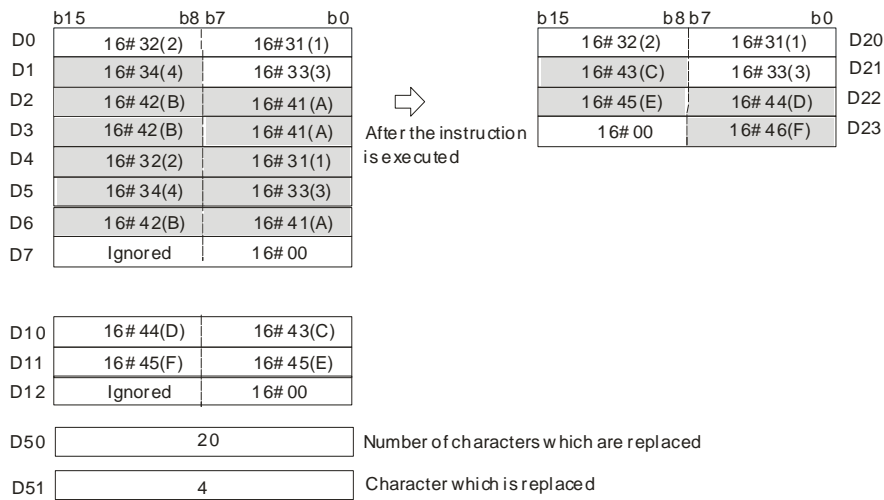 b15 b8 b7 b0 b15 b8 b7 b0
D0 16#32(2) 16#31(1) 16#32(2) 16#31(1) D20
D1 16#34(4) 16#33(3) 16#43(C) 16#33(3) D21
D2 16#42(B) 16#41(A) 16#45(E) 16#44(D) D22
D3 16#42(B) 16#41(A) After the instruction 16#00 16#46(F) D23
D4 16#32(2) 16#31(1) is executed
D5 16#34(4) 16#33(3)
D6 16#42(B) 16#41(A)
D7 Ignored 16#00
D10 16#44(D) 16#43(C)
D11 16#45(F) 16#45(E)
D12 Ignored 16#00
D50 20 Number of characters which are replaced
D51 4 Character which is replaced